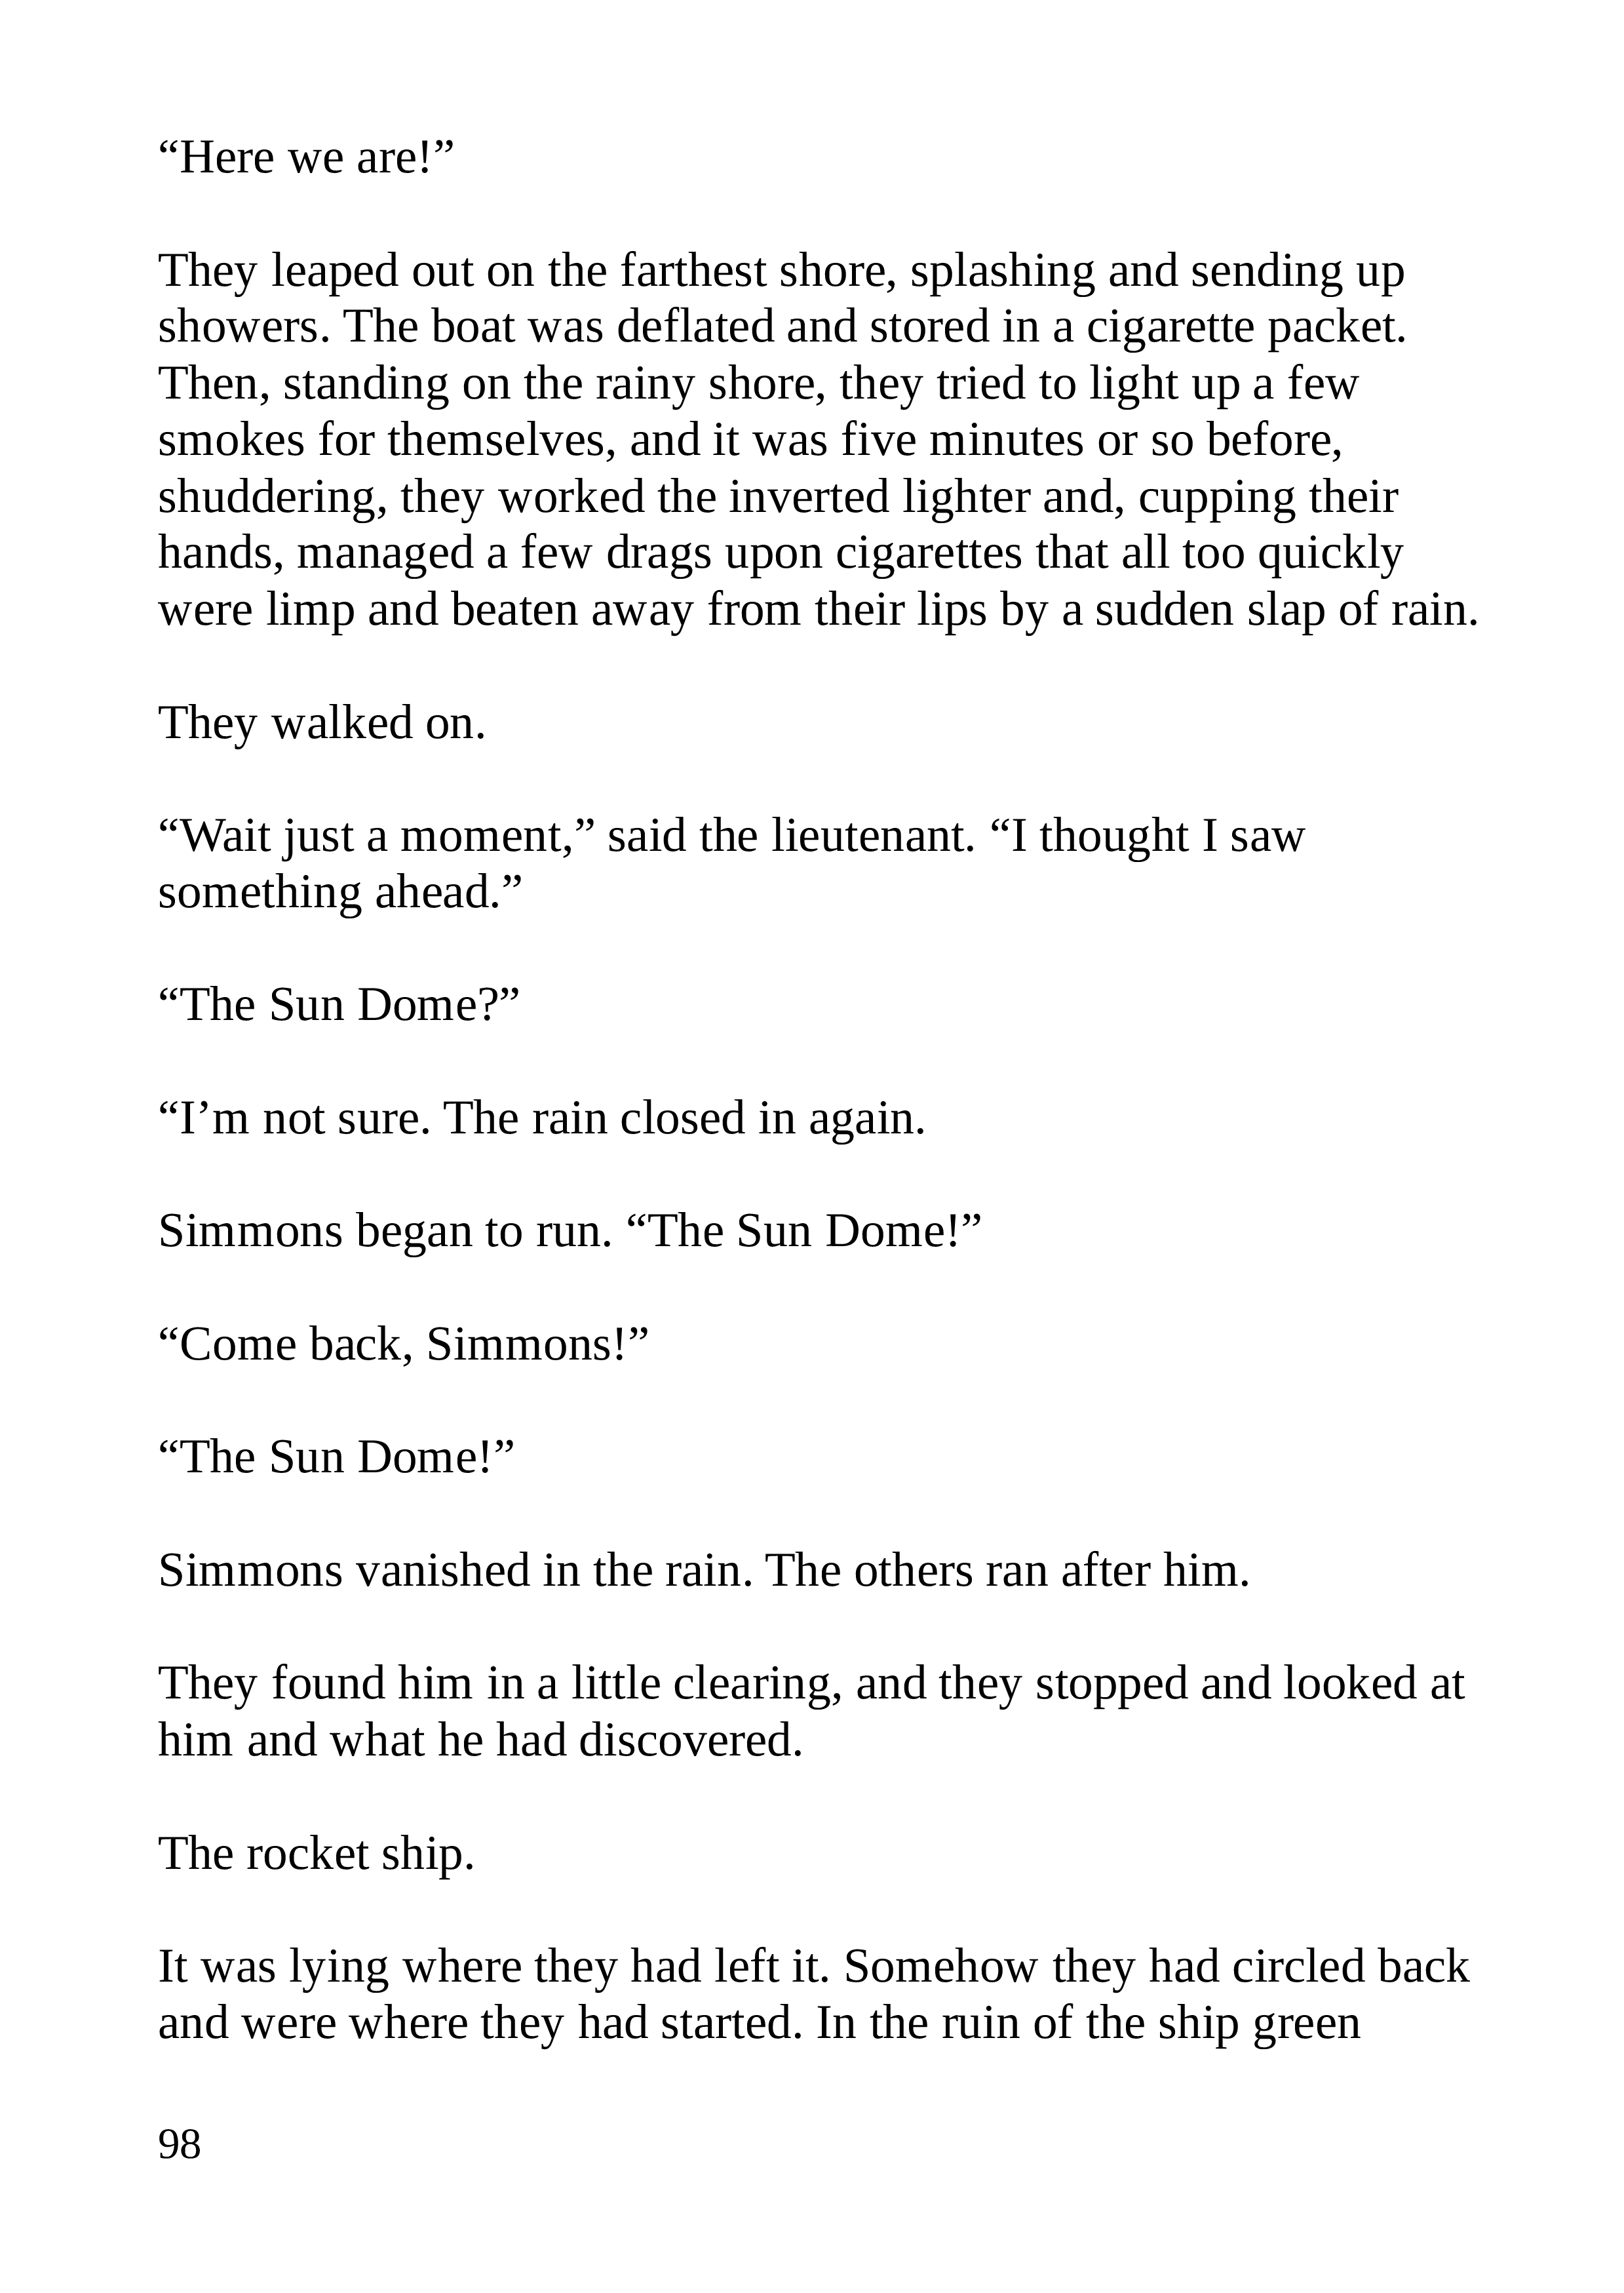 “Here we are!”
They leaped out on the farthest shore, splashing and sending up
showers. The boat was deflated and stored in a cigarette packet.
Then, standing on the rainy shore, they tried to light up a few
smokes for themselves, and it was five minutes or so before,
shuddering, they worked the inverted lighter and, cupping their
hands, managed a few drags upon cigarettes that all too quickly
were limp and beaten away from their lips by a sudden slap of rain.
They walked on.
“Wait just a moment,” said the lieutenant. “I thought I saw
something ahead.”
“The Sun Dome?”
“I’m not sure. The rain closed in again.
Simmons began to run. “The Sun Dome!”
“Come back, Simmons!”
“The Sun Dome!”
Simmons vanished in the rain. The others ran after him.
They found him in a little clearing, and they stopped and looked at
him and what he had discovered.
The rocket ship.
It was lying where they had left it. Somehow they had circled back
and were where they had started. In the ruin of the ship green
98